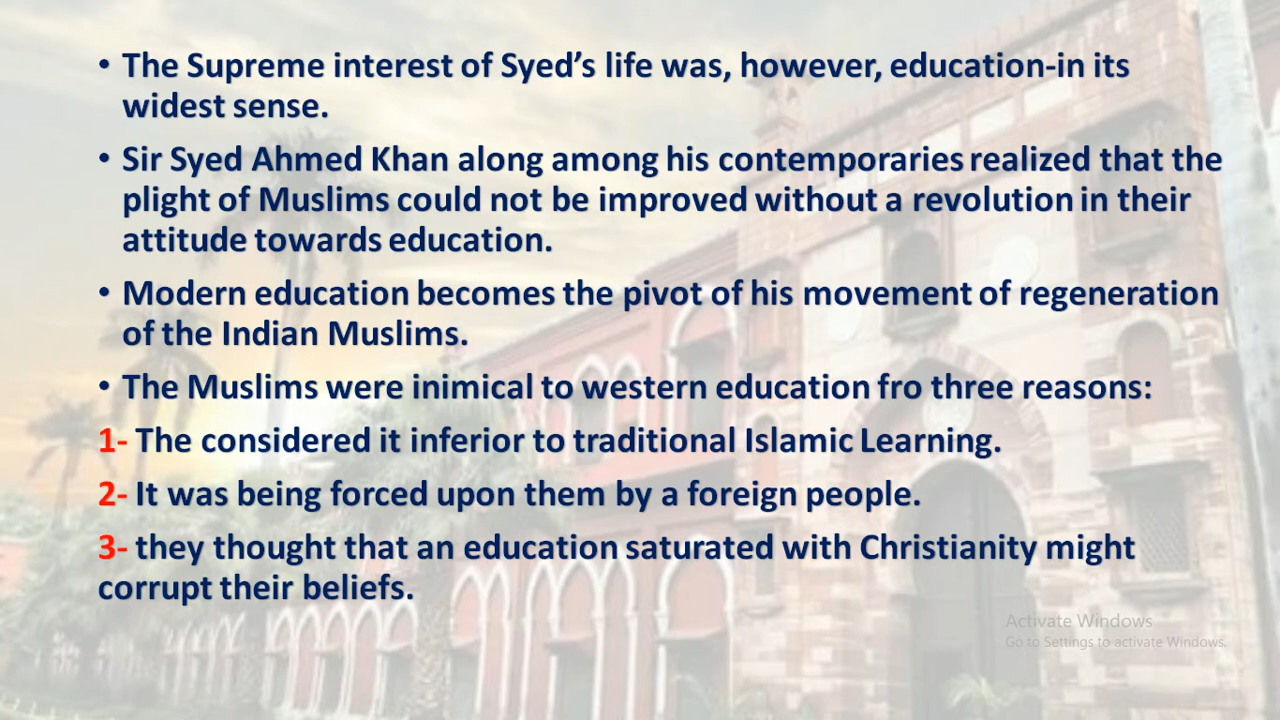 • The Supreme interest of Syed’s life was, however, education-in its
widest sense.
• Sir Syed Ahmed Khan along among his contemporaries realized that the
plight of Muslims could not be improved without a revolution in their
attitude towards education.
• Modern education becomes the pivot of his movement of regeneration
of the Indian Muslims.
• The Muslims were inimical to western education fro three reasons:
1- The considered it inferior to traditional Islamic Learning.
2- It was being forced upon them by a foreign people.
3- they thought that an education saturated with Christianity might
corrupt their beliefs.
Activate Windows
Go to Settings to activate Windows.